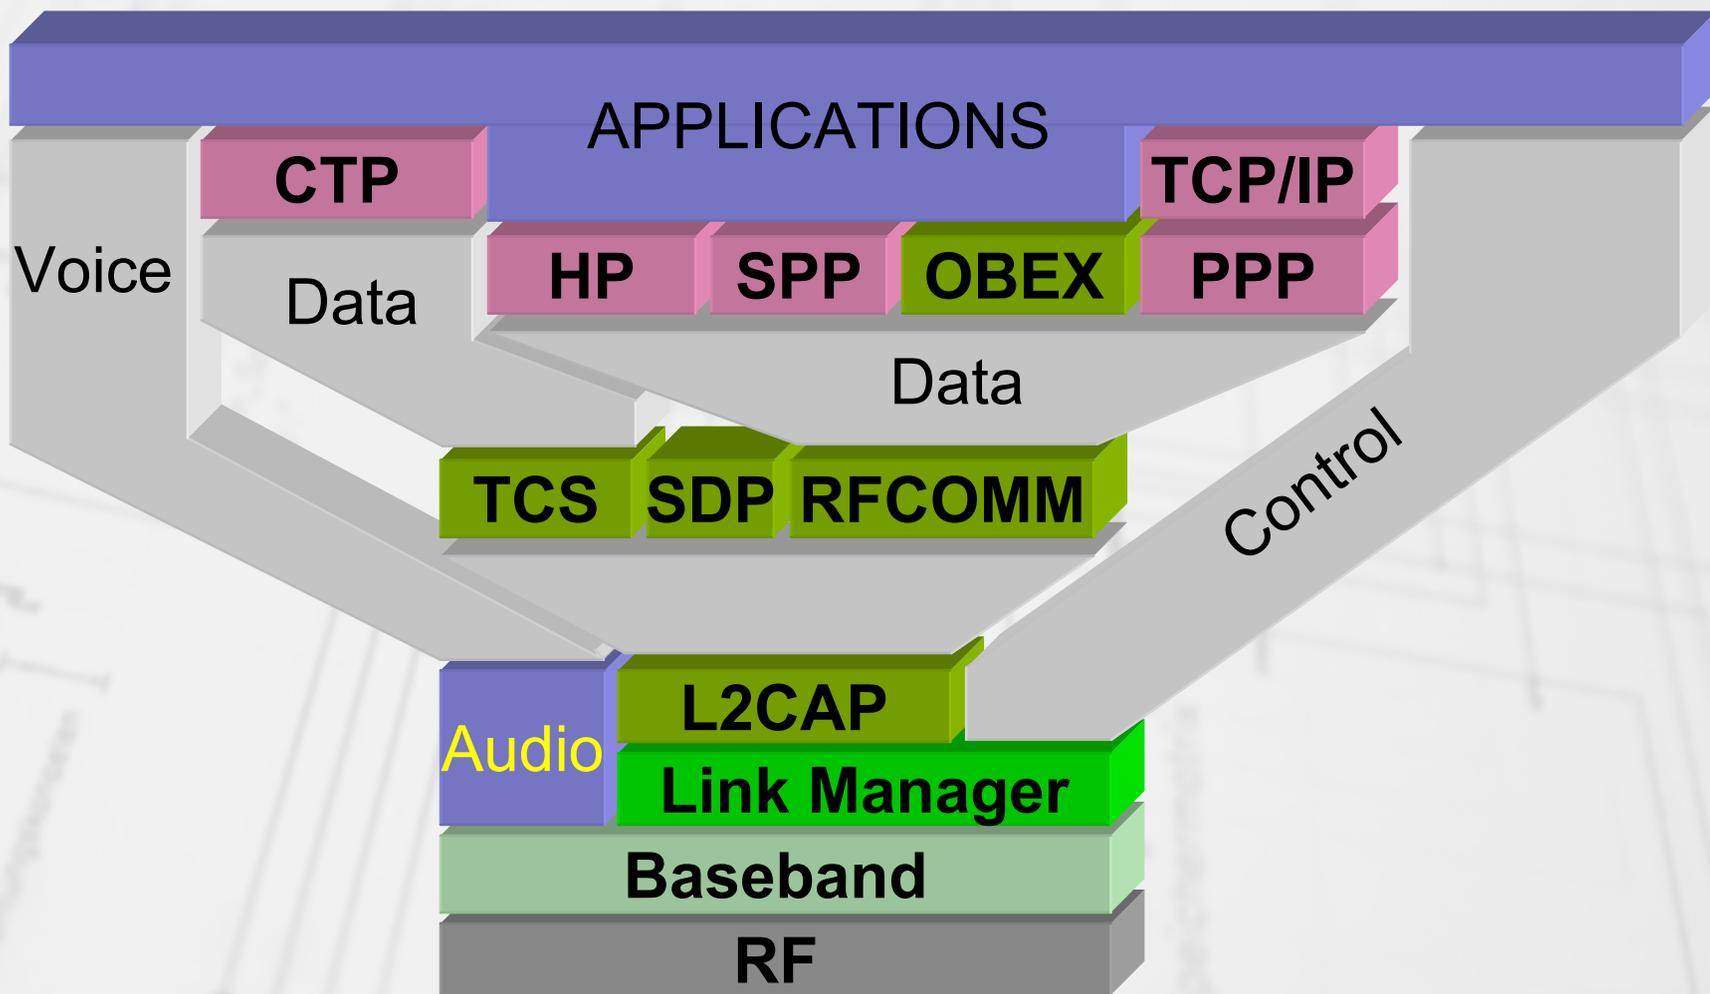 APPLICATIONS
CTP
TCP/IP
Voice
Data
HP
SPP
OBEX
PPP
Data
Control
TCS
SDP
RFCOMM
L2CAP
Audio
Link Manager
Baseband
RF